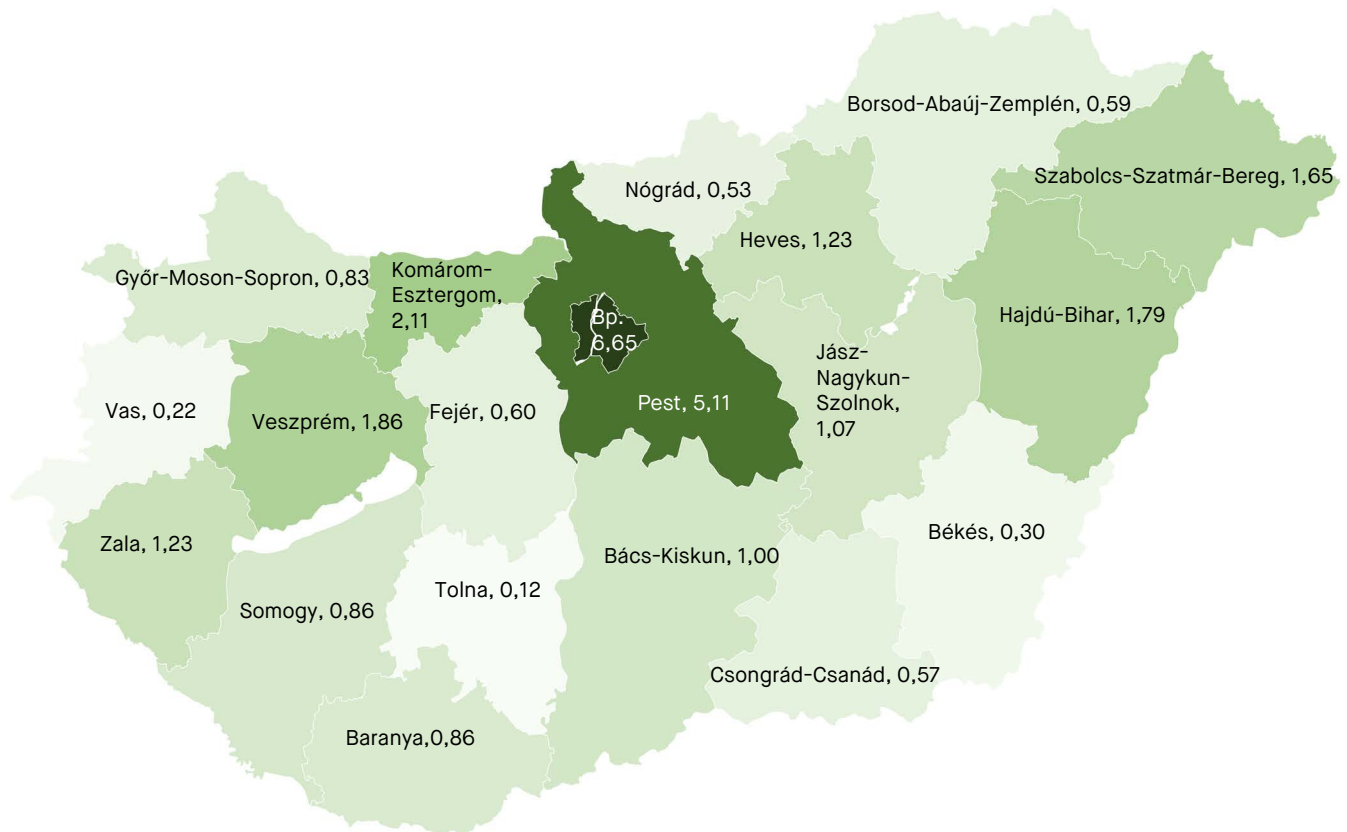 Borsod-Abaúj-Zemplén, 0,59
Szabolcs-Szatmár-Bereg, 1,65
Nógrád, 0,53
Heves, 1,23
Győr-Moson-Sopron, 0,83
Komárom-
Esztergom,
2,11
Hajdú-Bihar, 1,79
Bp.
6,65
Jász-
Nagykun-
Szolnok,
1,07
Vas, 0,22
Veszprém, 1,86
Fejér, 0,60
Pest, 5,11
Zala, 1,23
Békés, 0,30
Bács-Kiskun, 1,00
Tolna, 0,12
Somogy, 0,86
Csongrád-Csanád, 0,57
Baranya,0,86